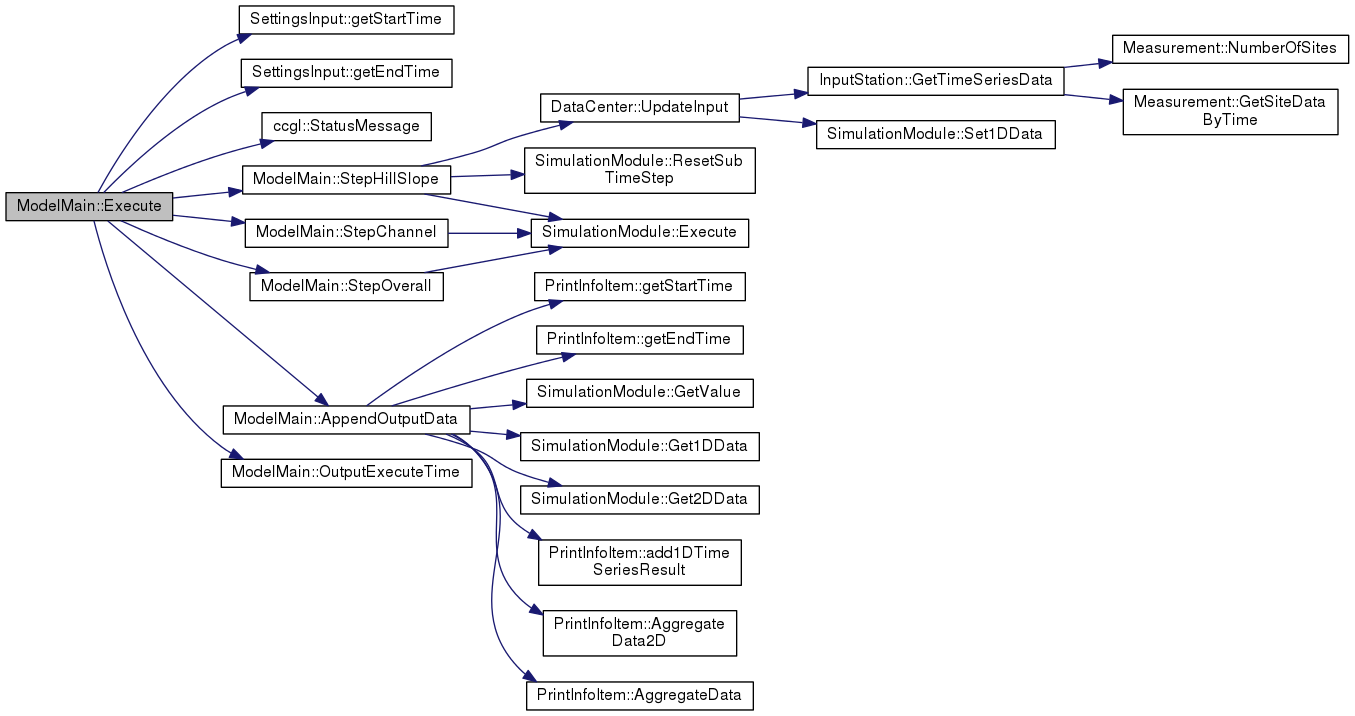 SettingsInput::getStartTime
SettingsInput::getEndTime
ccgl::StatusMessage
ModelMain::Execute
ModelMain::StepHillSlope
ModelMain::StepChannel
ModelMain::StepOverall
ModelMain::AppendOutputData
ModelMain::OutputExecuteTime
DataCenter::UpdateInput
SimulationModule::ResetSub
TimeStep
SimulationModule::Execute
PrintInfoItem::getStartTime
PrintInfoItem::getEndTime
SimulationModule::GetValue
SimulationModule::Get1DData
SimulationModule::Get2DData
PrintInfoItem::add1DTime
SeriesResult
PrintInfoItem::Aggregate
Data2D
PrintInfoItem::AggregateData
InputStation::GetTimeSeriesData
SimulationModule::Set1DData
Measurement::NumberOfSites
Measurement::GetSiteData
ByTime